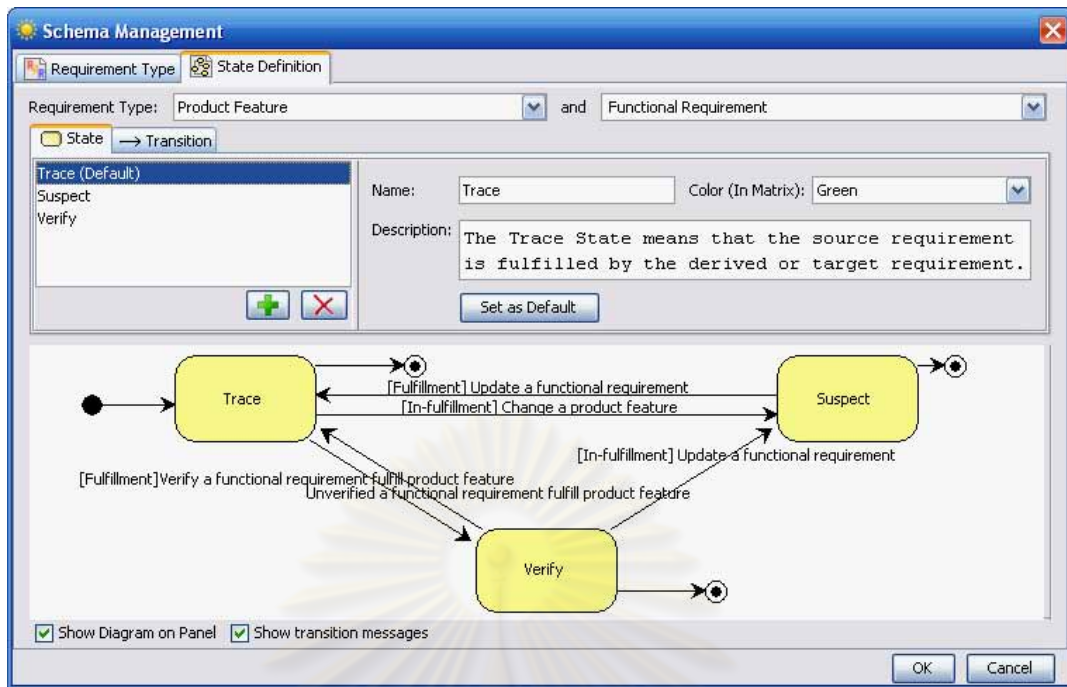 Schema Management
Requirement Type State Definition
Requirement Type: Product Feature and Functional Requirement
State Transition
Trace (Default)
Suspect
Verify
Name: Trace Color (In Matrix): Green
Description: The Trace State means that the source requirement
is fulfilled by the derived or target requirement.
Set as Default
[Fulfillment] Update a functional requirement
Trace
Suspect
[In-fulfillment] Change a product feature
[In-fulfillment] Update a functional requirement
[Fulfillment]Verify a functional requirement fulfill product feature
Unverified a functional requirement fulfill product feature
Verify
Show Diagram on Panel Show transition messages
OK Cancel